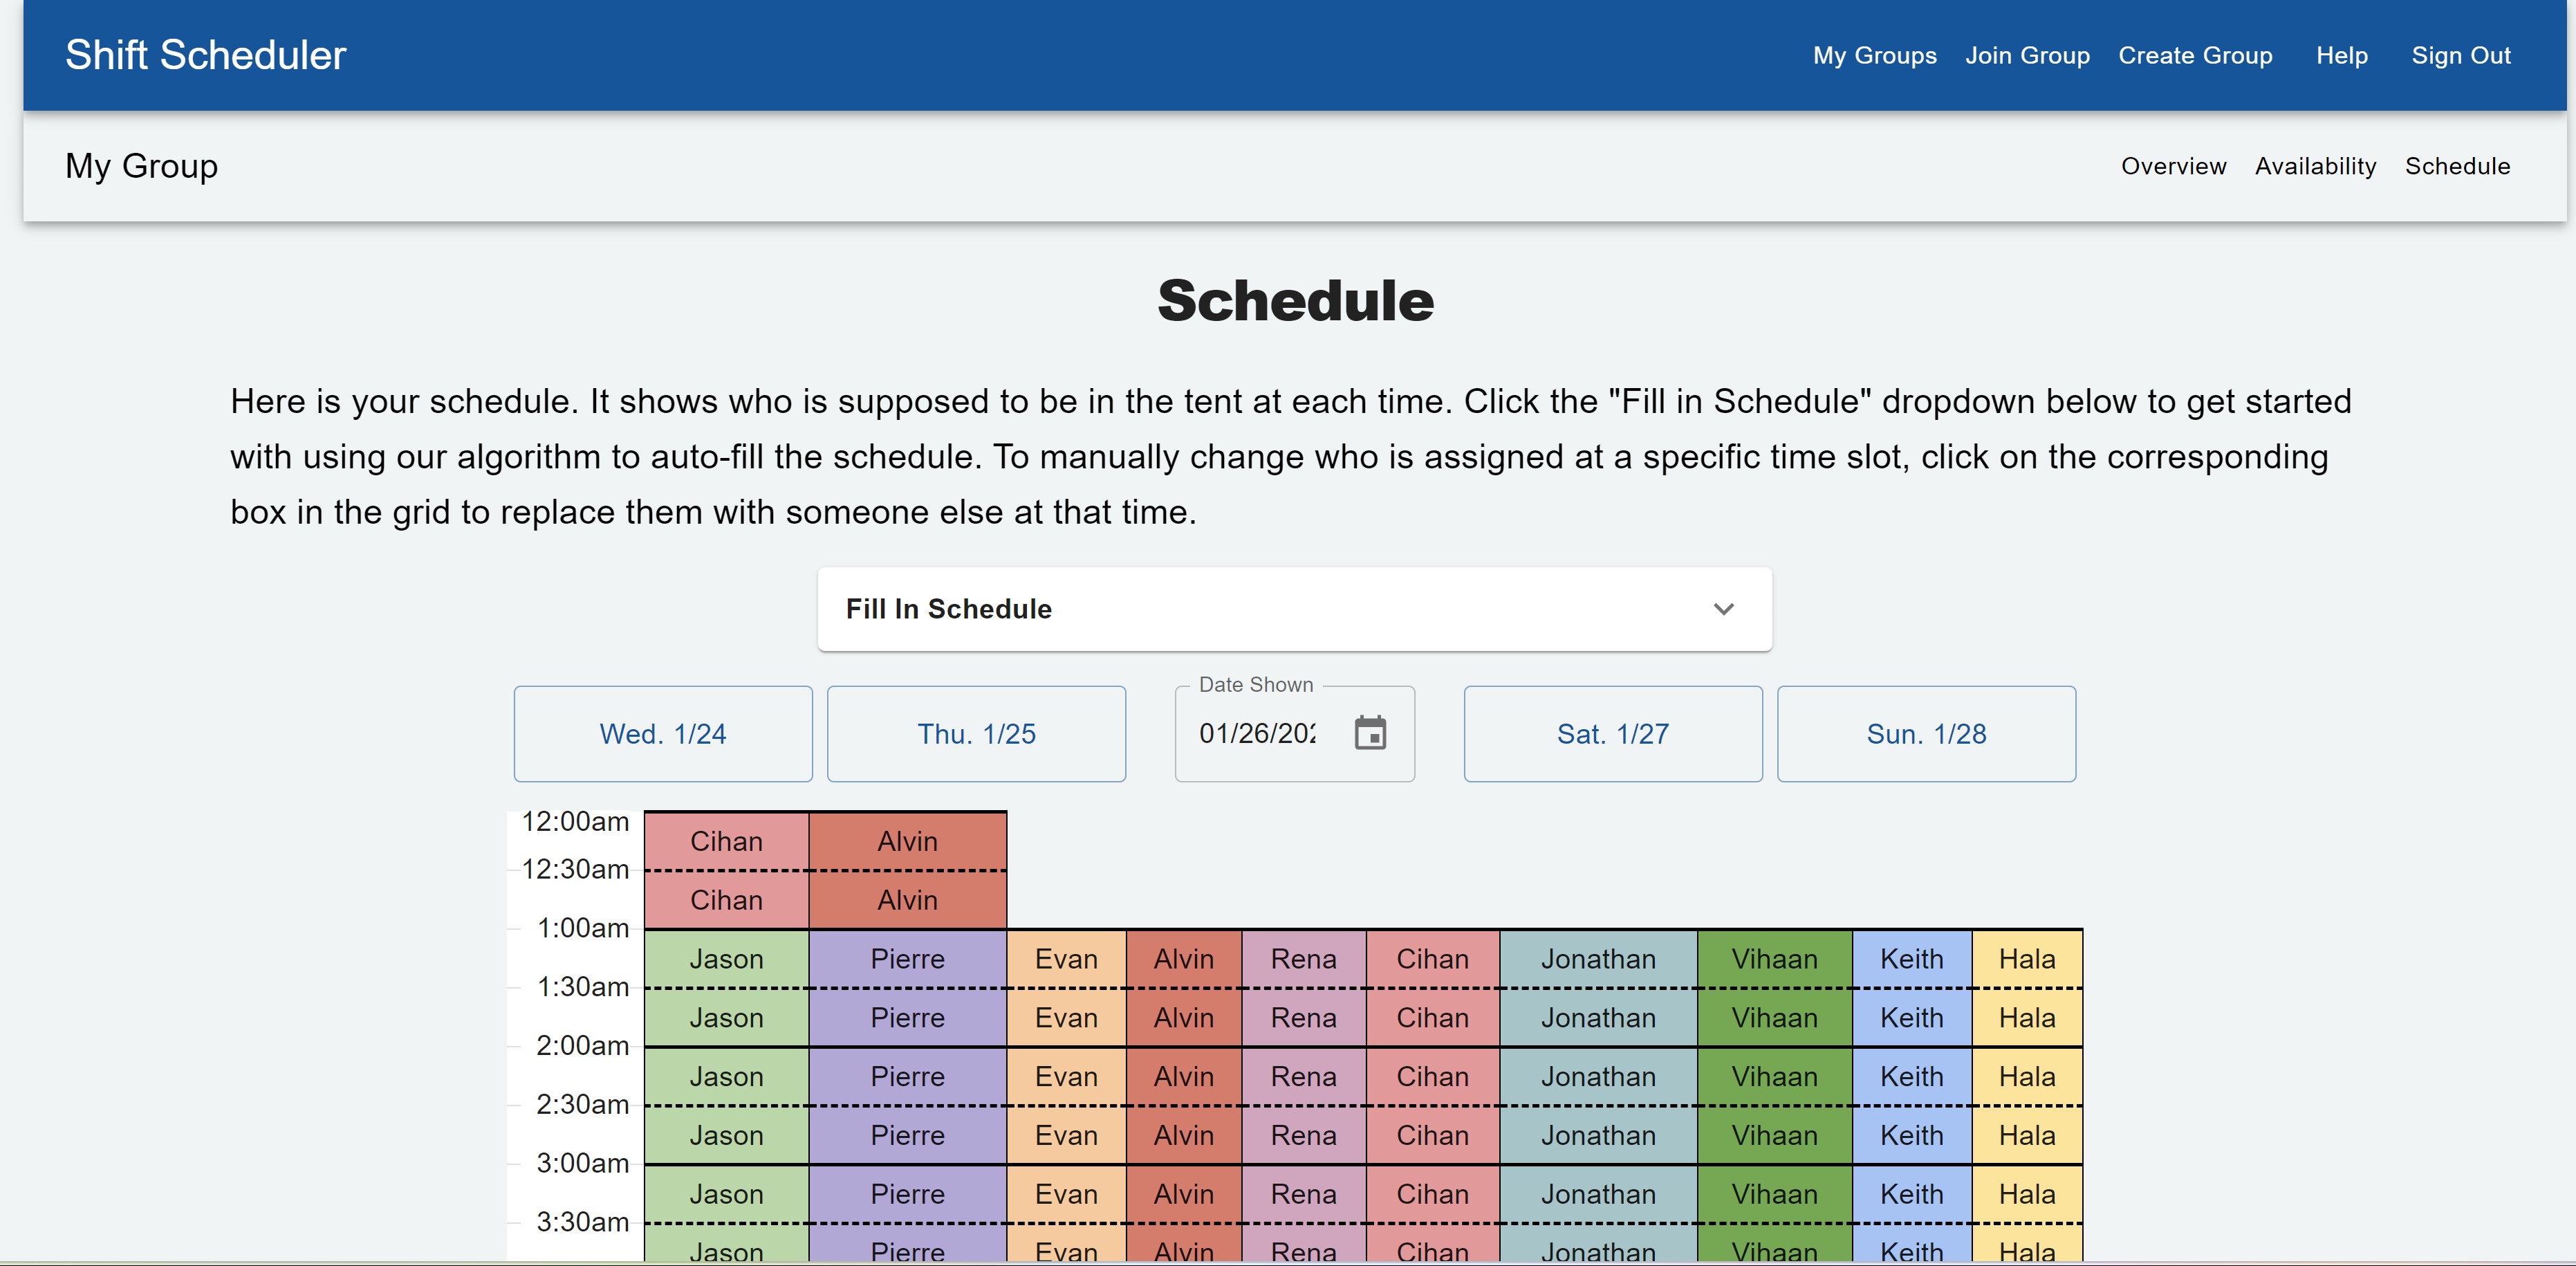 Shift Scheduler
My Groups Join Group Create Group Help Sign Out
My Group
Overview Availability Schedule
Schedule
Here is your schedule. It shows who is supposed to be in the tent at each time. Click the "Fill in Schedule" dropdown below to get started
with using our algorithm to auto-fill the schedule. To manually change who is assigned at a specific time slot, click on the corresponding
box in the grid to replace them with someone else at that time.
Fill In Schedule
Date Shown
Wed. 1/24 Thu. 1/25 01/26/202 Sat. 1/27 Sun. 1/28
12:00am
Cihan Alvin
12:30am
Cihan Alvin
1:00am
Jason Pierre Evan Alvin Rena Cihan Jonathan Vihaan Keith Hala
1:30am
Jason Pierre Evan Alvin Rena Cihan Jonathan Vihaan Keith Hala
2:00am
Jason Pierre Evan Alvin Rena Cihan Jonathan Vihaan Keith Hala
2:30am
Jason Pierre Evan Alvin Rena Cihan Jonathan Vihaan Keith Hala
3:00am
Jason Pierre Evan Alvin Rena Cihan Jonathan Vihaan Keith Hala
3:30am
Jason Pierre Evan Alvin Rena Cihan Jonathan Vihaan Keith Hala